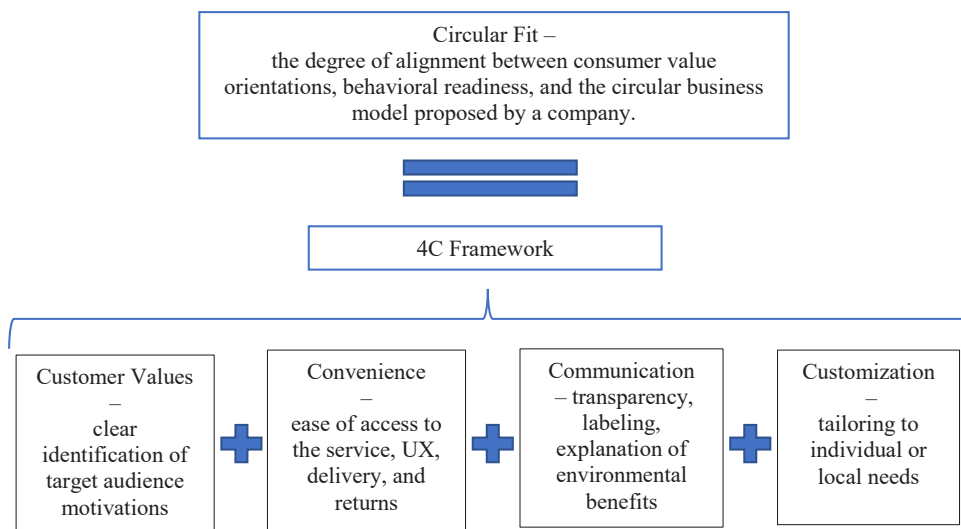 Circular Fit –
the degree of alignment between consumer value
orientations, behavioral readiness, and the circular business
model proposed by a company.
4C Framework
Customer Values
–
clear
identification of
target audience
motivations
Convenience
–
ease of access to
the service, UX,
delivery, and
returns
Communication
– transparency,
labeling,
explanation of
environmental
benefits
Customization
–
tailoring to
individual or
local needs